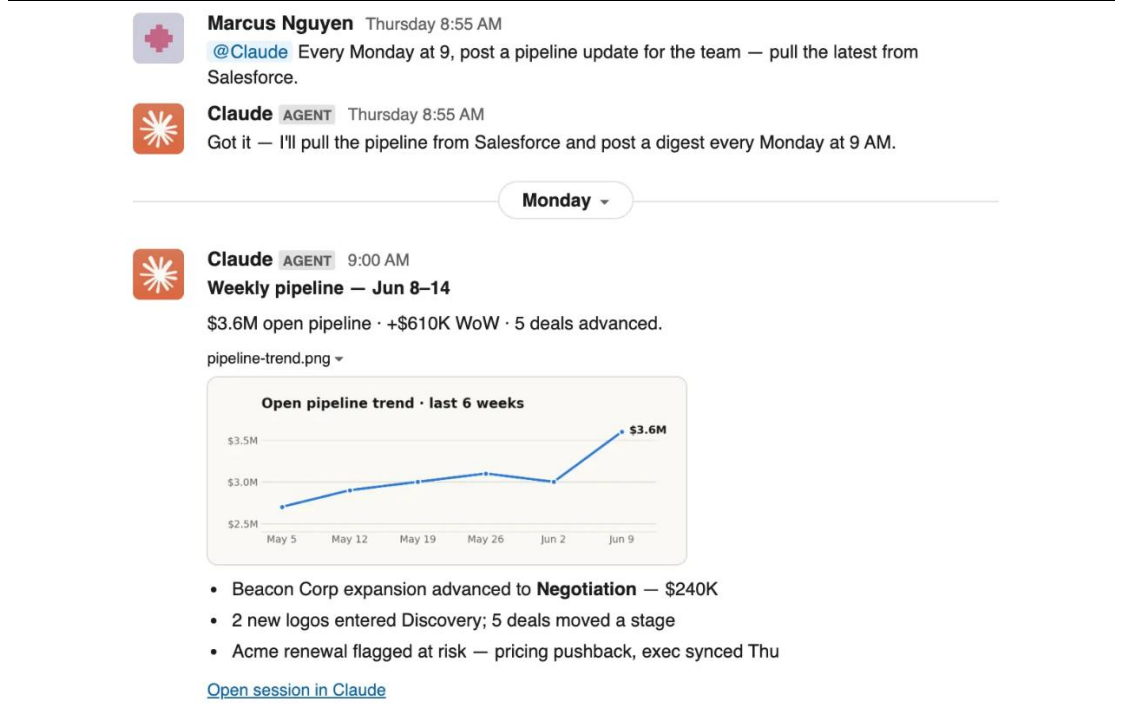 Marcus Nguyen Thursday 8:55 AM
@Claude Every Monday at 9, post a pipeline update for the team — pull the latest from
Salesforce.
Claude AGENT Thursday 8:55 AM
Got it — I'll pull the pipeline from Salesforce and post a digest every Monday at 9 AM.
Monday
Claude AGENT 9:00 AM
Weekly pipeline — Jun 8–14
$3.6M open pipeline · +$610K WoW · 5 deals advanced.
pipeline-trend.png
Open pipeline trend · last 6 weeks
$3.6M
$3.5M
$3.0M
$2.5M
May 5 May 12 May 19 May 26 Jun 2 Jun 9
• Beacon Corp expansion advanced to Negotiation — $240K
• 2 new logos entered Discovery; 5 deals moved a stage
• Acme renewal flagged at risk — pricing pushback, exec synced Thu
Open session in Claude